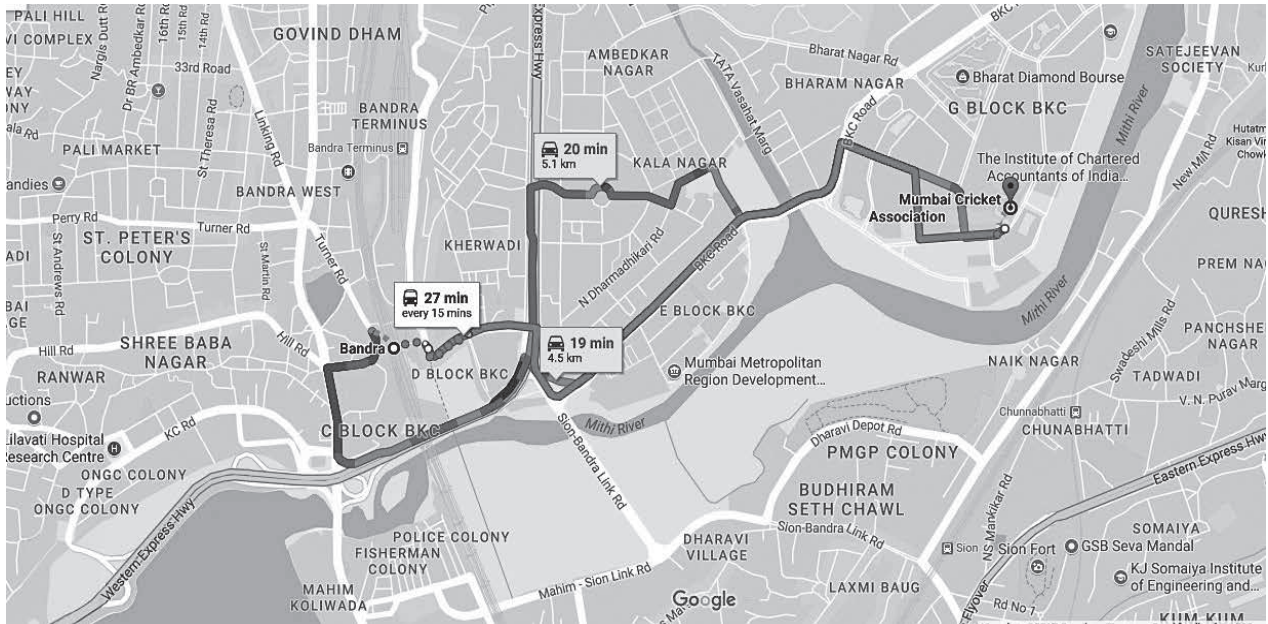 PALI HILL
VI COMPLEX
Nargis Dutt Rd
Dr BR Ambedkar Rd
16th Road
15th Rd
14th Rd
33rd Road
GOVIND DHAM
Express Hwy
AMBEDKAR
NAGAR
TATA Vasahat Marg
Bharat Nagar Rd
BHARAM NAGAR
BKC Road
Bharat Diamond Bourse
G BLOCK BKC
SATEJEEVAN
SOCIETY
Mithi River
New Mill Rd
PALI MARKET
St Theresa Rd
Linking Rd
BANDRA
TERMINUS
Bandra Terminus
20 min
5.1 km
KALA NAGAR
The Institute of Chartered
Accountants of India...
Mumbai Cricket
Association
BANDRA WEST
Perry Rd
Turner Rd
ST. PETER'S
COLONY
St Andrews Rd
St Martin Rd
Turner Rd
KHERWADI
N Dharmadhikari Rd
BKC Road
E BLOCK BKC
27 min
every 15 mins
Bandra
19 min
4.5 km
D BLOCK BKC
Hill Rd
Hill Rd
SHREE BABA
NAGAR
RANWAR
Mumbai Metropolitan
Region Development...
Mithi River
NAIK NAGAR
Swadeshi Mills Rd
TADWADI
V. N. Purav Marg
Chunnabhatti
CHUNABHATTI
KC Rd
Lilavati Hospital
Research Centre
ONGC COLONY
D TYPE
ONGC COLONY
C BLOCK BKC
Mithi River
Sion-Bandra Link Rd
Dharavi Depot Rd
PMGP COLONY
BUDHIRAM
SETH CHAWL
Sion-Bandra Link Rd
Eastern Express Hwy
Western Express Hwy
POLICE COLONY
FISHERMAN
COLONY
MAHIM
KOLIWADA
Mahim - Sion Link Rd
DHARAVI
VILLAGE
Google
LAXMI BAUG
Sion
NS Mankikar Rd
Sion Fort
GSB Seva Mandal
SOMAIYA
KJ Somaiya Institute
of Engineering and...
Flyover
Rd No 1
KUM KUM